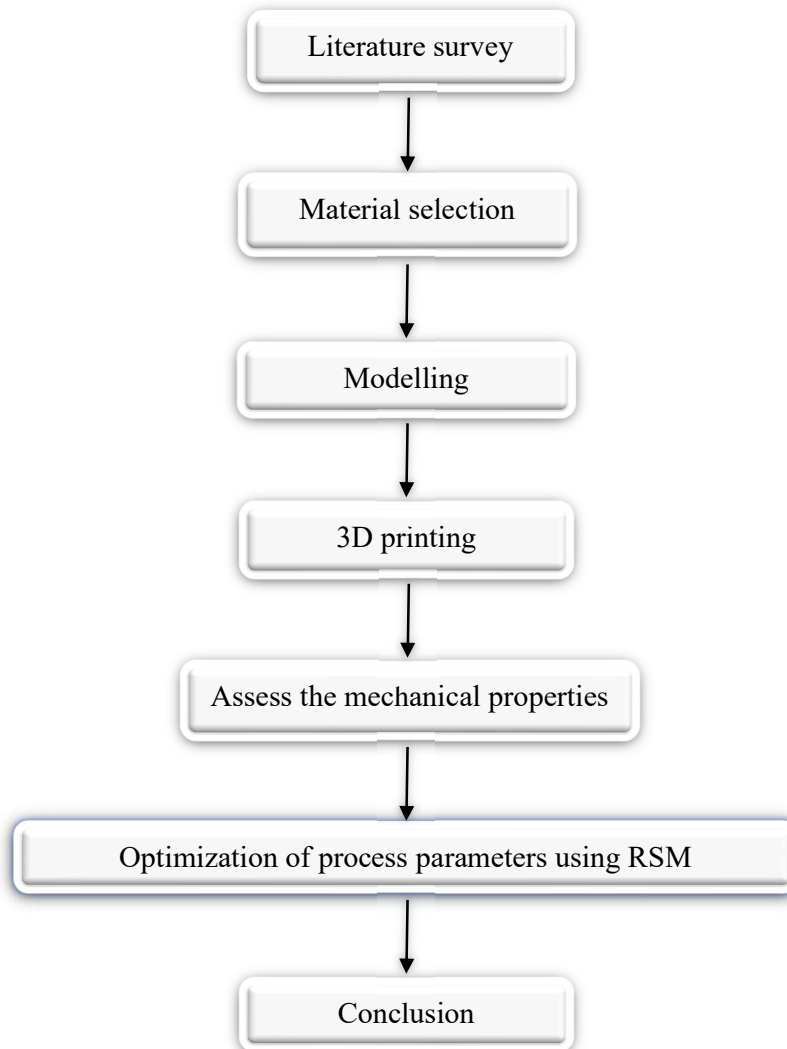 Literature survey
Material selection
Modelling
3D printing
Assess the mechanical properties
Optimization of process parameters using RSM
Conclusion